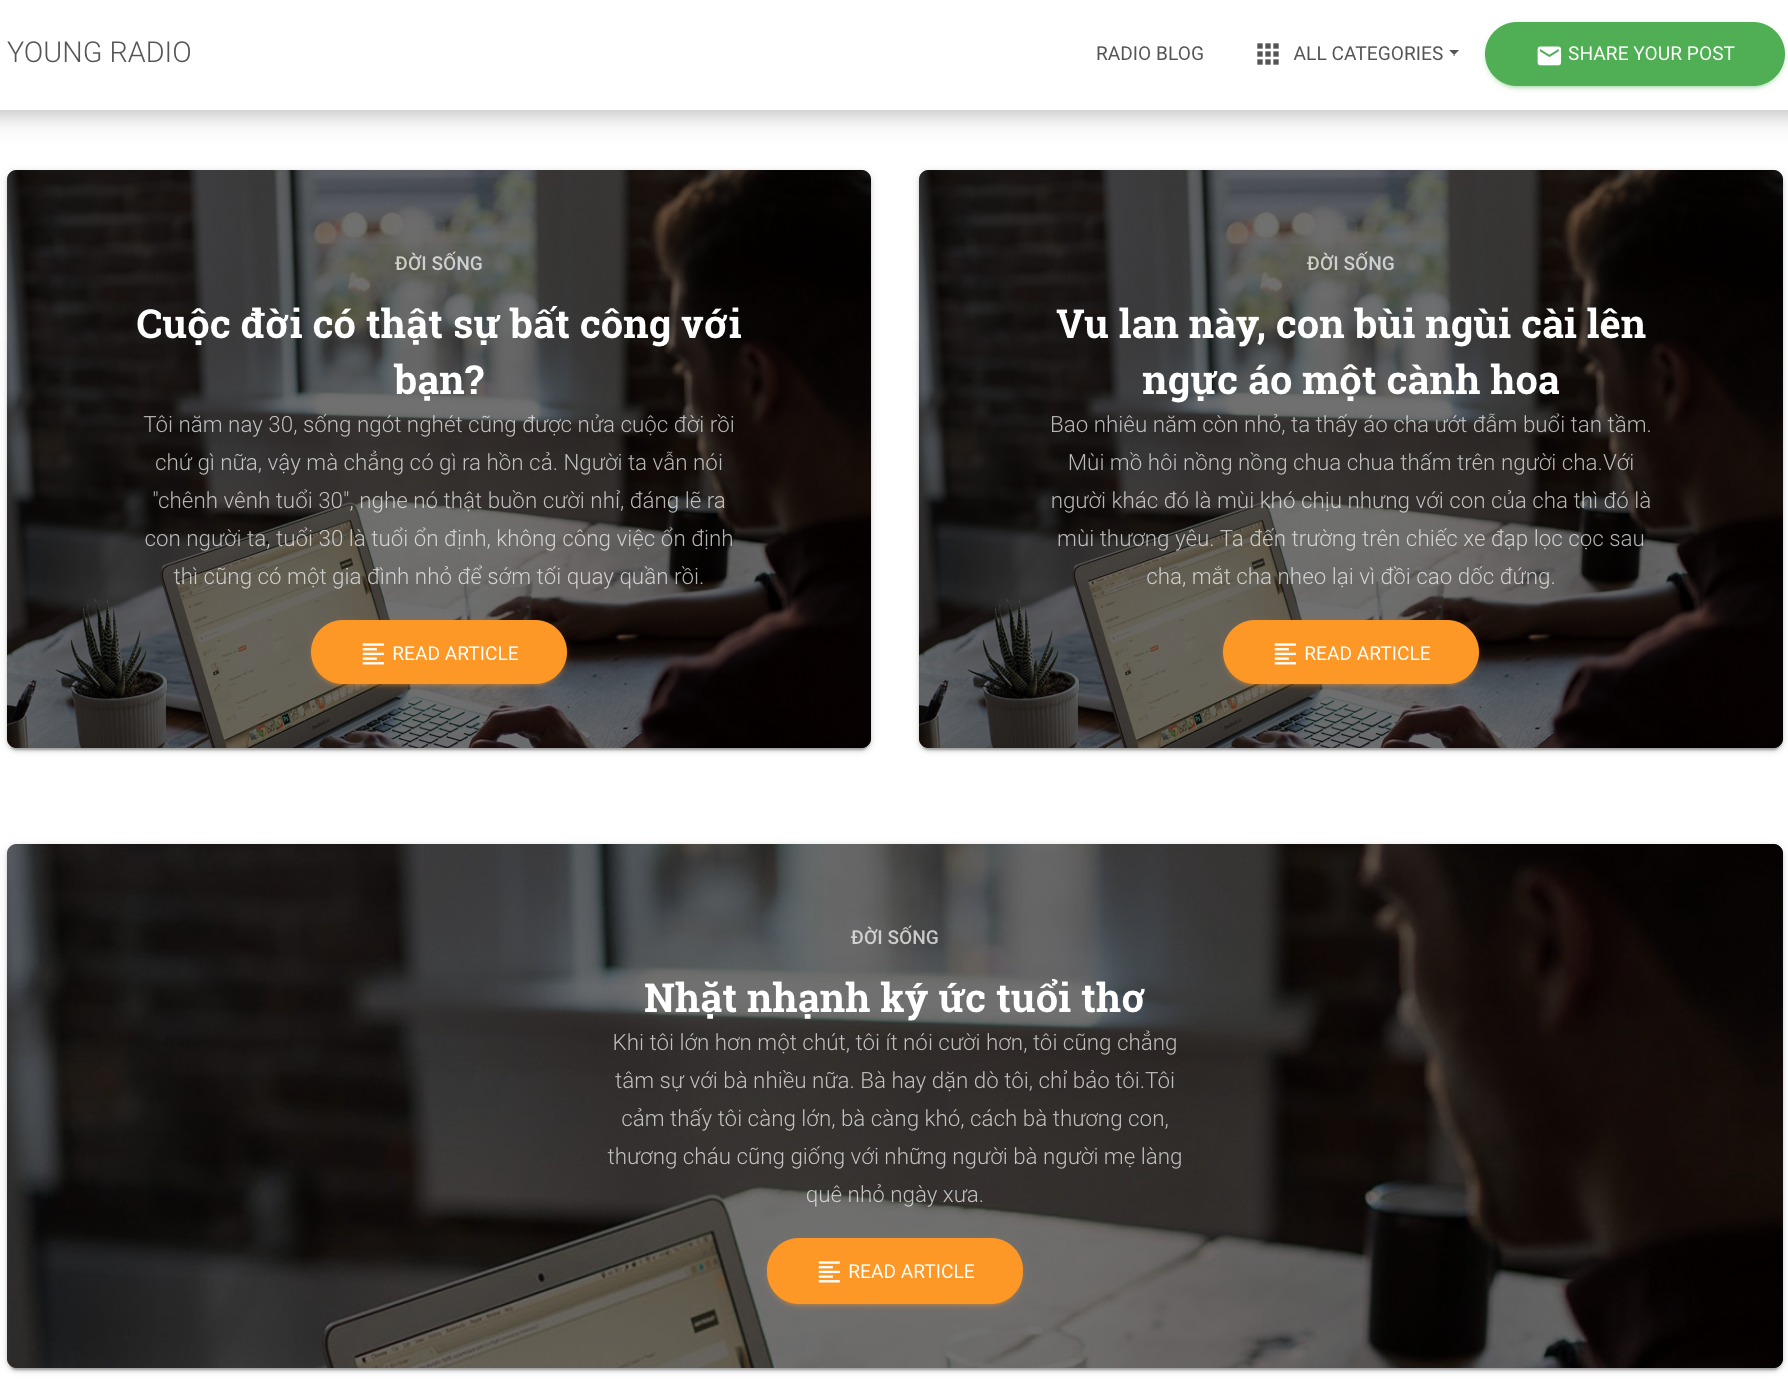 YOUNG RADIO
RADIO BLOG
ALL CATEGORIES
SHARE YOUR POST
ĐỜI SỐNG
Cuộc đời có thật sự bất công với
bạn?
Tôi năm nay 30, sống ngót nghét cũng được nửa cuộc đời rồi
chứ gì nữa, vậy mà chẳng có gì ra hồn cả. Người ta vẫn nói
"chênh vênh tuổi 30", nghe nó thật buồn cười nhỉ, đáng lẽ ra
con người ta, tuổi 30 là tuổi ổn định, không công việc ổn định
thì cũng có một gia đình nhỏ để sớm tối quay quần rồi.
READ ARTICLE
ĐỜI SỐNG
Vu lan này, con bùi ngùi cài lên
ngực áo một cành hoa
Bao nhiêu năm còn nhỏ, ta thấy áo cha ướt đẫm buổi tan tầm.
Mùi mồ hôi nồng nồng chua chua thấm trên người cha.Với
người khác đó là mùi khó chịu nhưng với con của cha thì đó là
mùi thương yêu. Ta đến trường trên chiếc xe đạp lọc cọc sau
cha, mắt cha nheo lại vì đồi cao dốc đứng.
READ ARTICLE
ĐỜI SỐNG
Nhặt nhạnh ký ức tuổi thơ
Khi tôi lớn hơn một chút, tôi ít nói cười hơn, tôi cũng chẳng
tâm sự với bà nhiều nữa. Bà hay dặn dò tôi, chỉ bảo tôi.Tôi
cảm thấy tôi càng lớn, bà càng khó, cách bà thương con,
thương cháu cũng giống với những người bà người mẹ làng
quê nhỏ ngày xưa.
READ ARTICLE